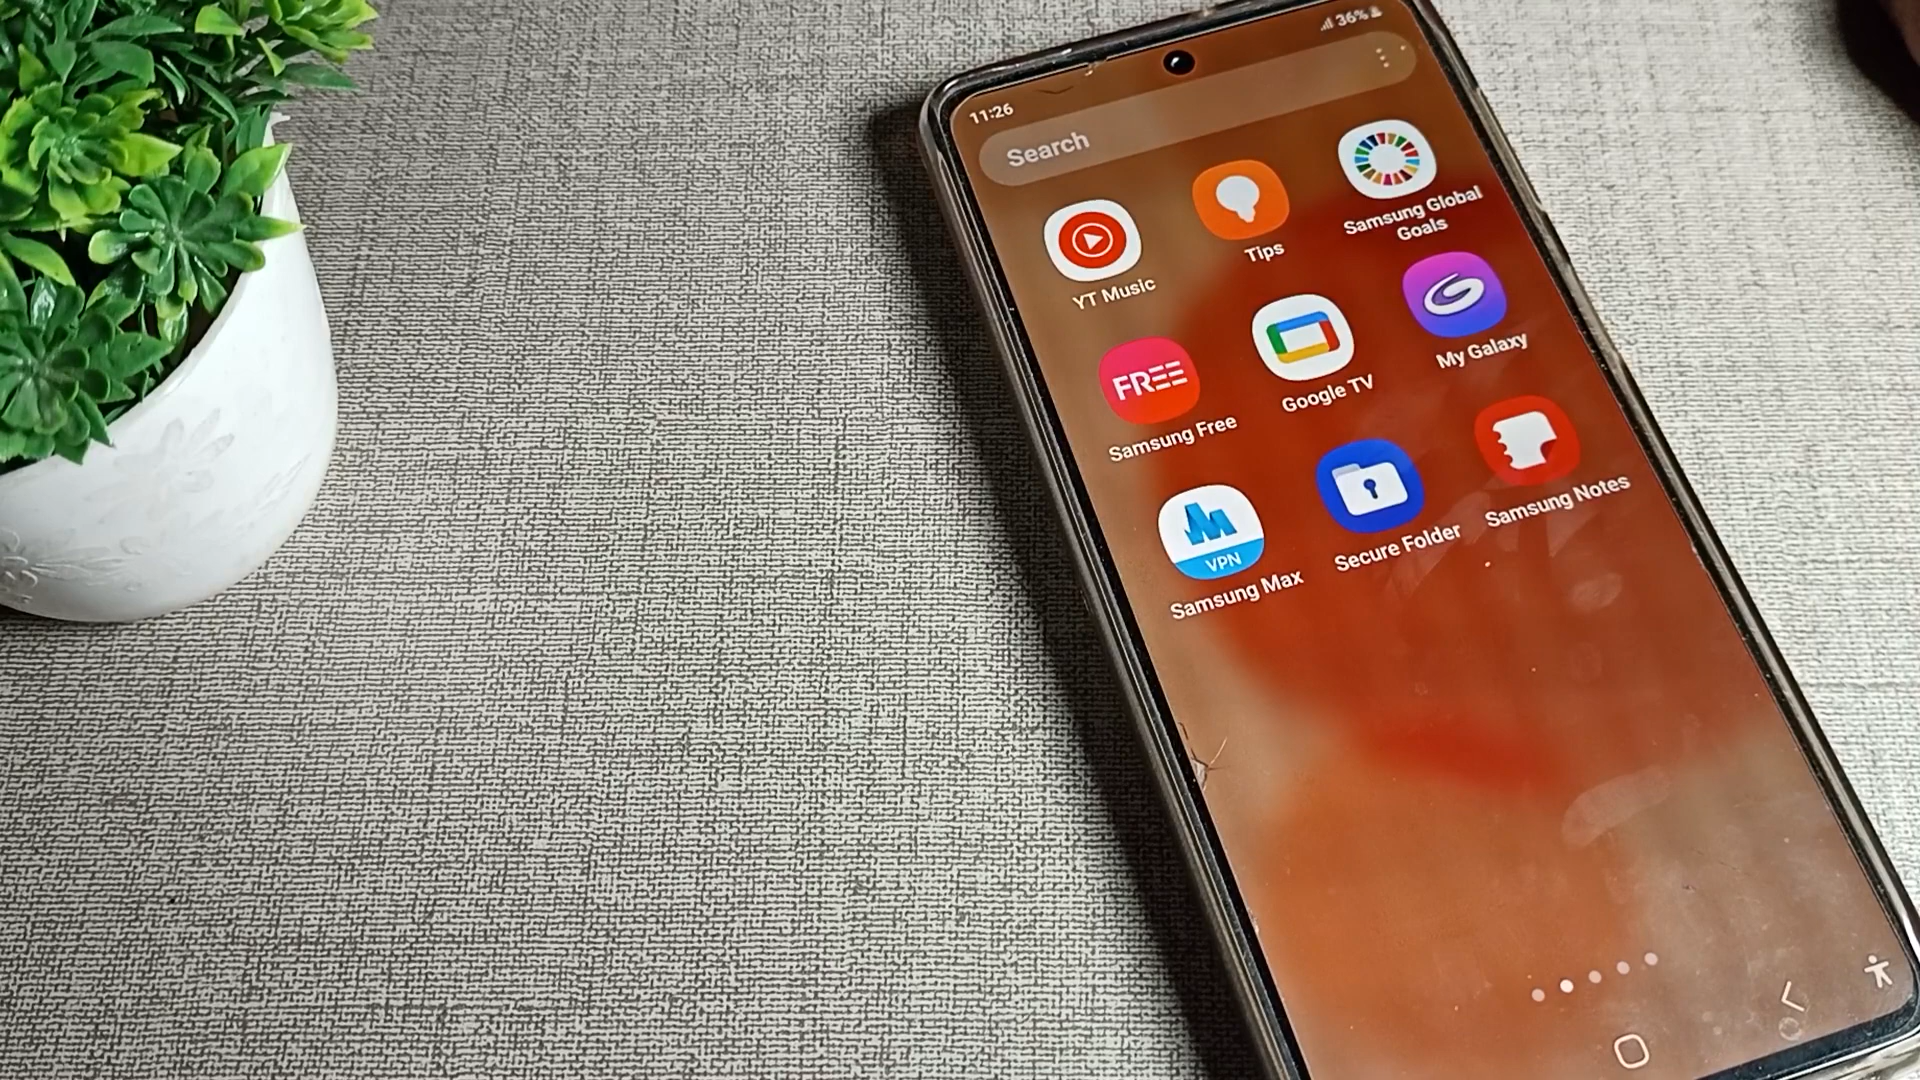 11:26
36%
Search
YT Music
Tips
Samsung Global
Goals
FREE
Samsung Free
Google TV
My Galaxy
VPN
Samsung Max
Secure Folder
Samsung Notes